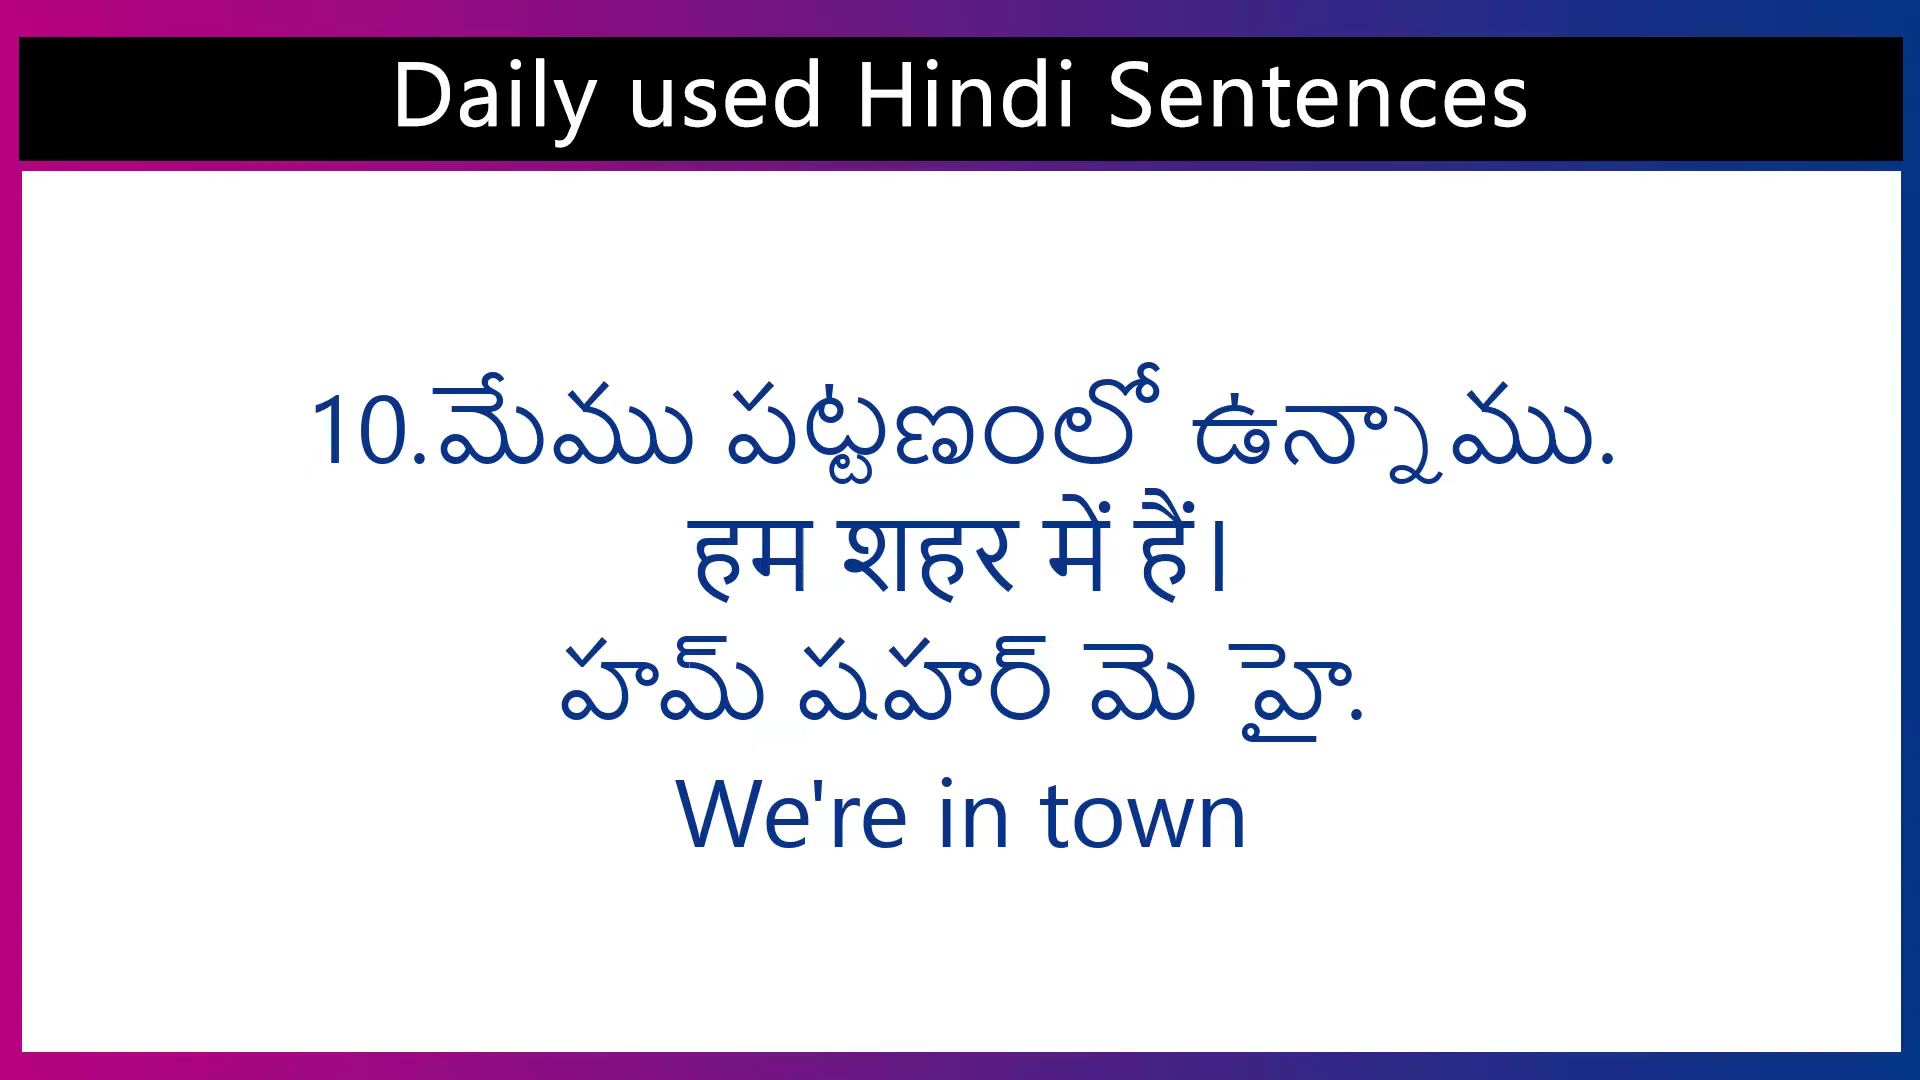 Daily used Hindi Sentences
10.మేము పట్టణంలో ఉన్నాము.
हम शहर में हैं।
హమ్ షహర్ మె హై.
We're in town